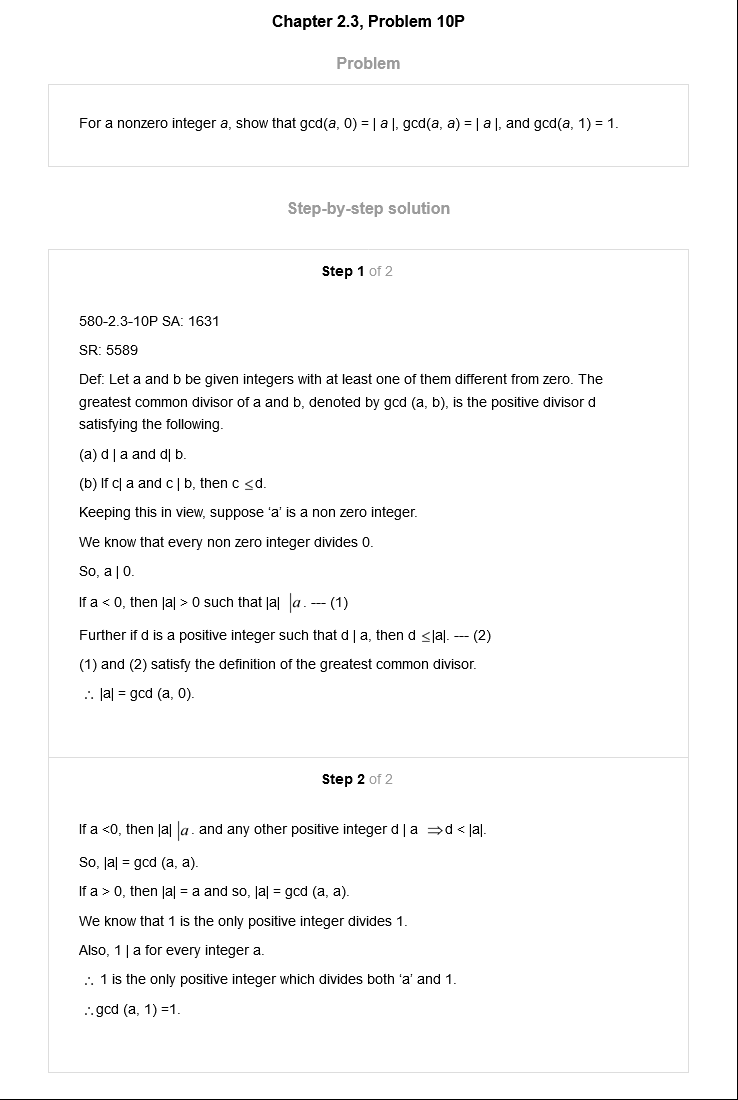 Chapter 2.3, Problem 10P
Problem
For a nonzero integer a, show that gcd(a, 0) = | a |, gcd(a, a) = | a |, and gcd(a, 1) = 1.
Step-by-step solution
Step 1 of 2
580-2.3-10P SA: 1631
SR: 5589
Def: Let a and b be given integers with at least one of them different from zero. The
greatest common divisor of a and b, denoted by gcd (a, b), is the positive divisor d
satisfying the following.
(a) d | a and d| b.
(b) If c| a and c | b, then c ≤d.
Keeping this in view, suppose ‘a’ is a non zero integer.
We know that every non zero integer divides 0.
So, a | 0.
If a < 0, then |a| > 0 such that |a| |a . --- (1)
Further if d is a positive integer such that d | a, then d ≤|a|. --- (2)
(1) and (2) satisfy the definition of the greatest common divisor.
∴ |a| = gcd (a, 0).
Step 2 of 2
If a <0, then |a| |a . and any other positive integer d | a ⇒d < |a|.
So, |a| = gcd (a, a).
If a > 0, then |a| = a and so, |a| = gcd (a, a).
We know that 1 is the only positive integer divides 1.
Also, 1 | a for every integer a.
∴ 1 is the only positive integer which divides both ‘a’ and 1.
∴gcd (a, 1) =1.